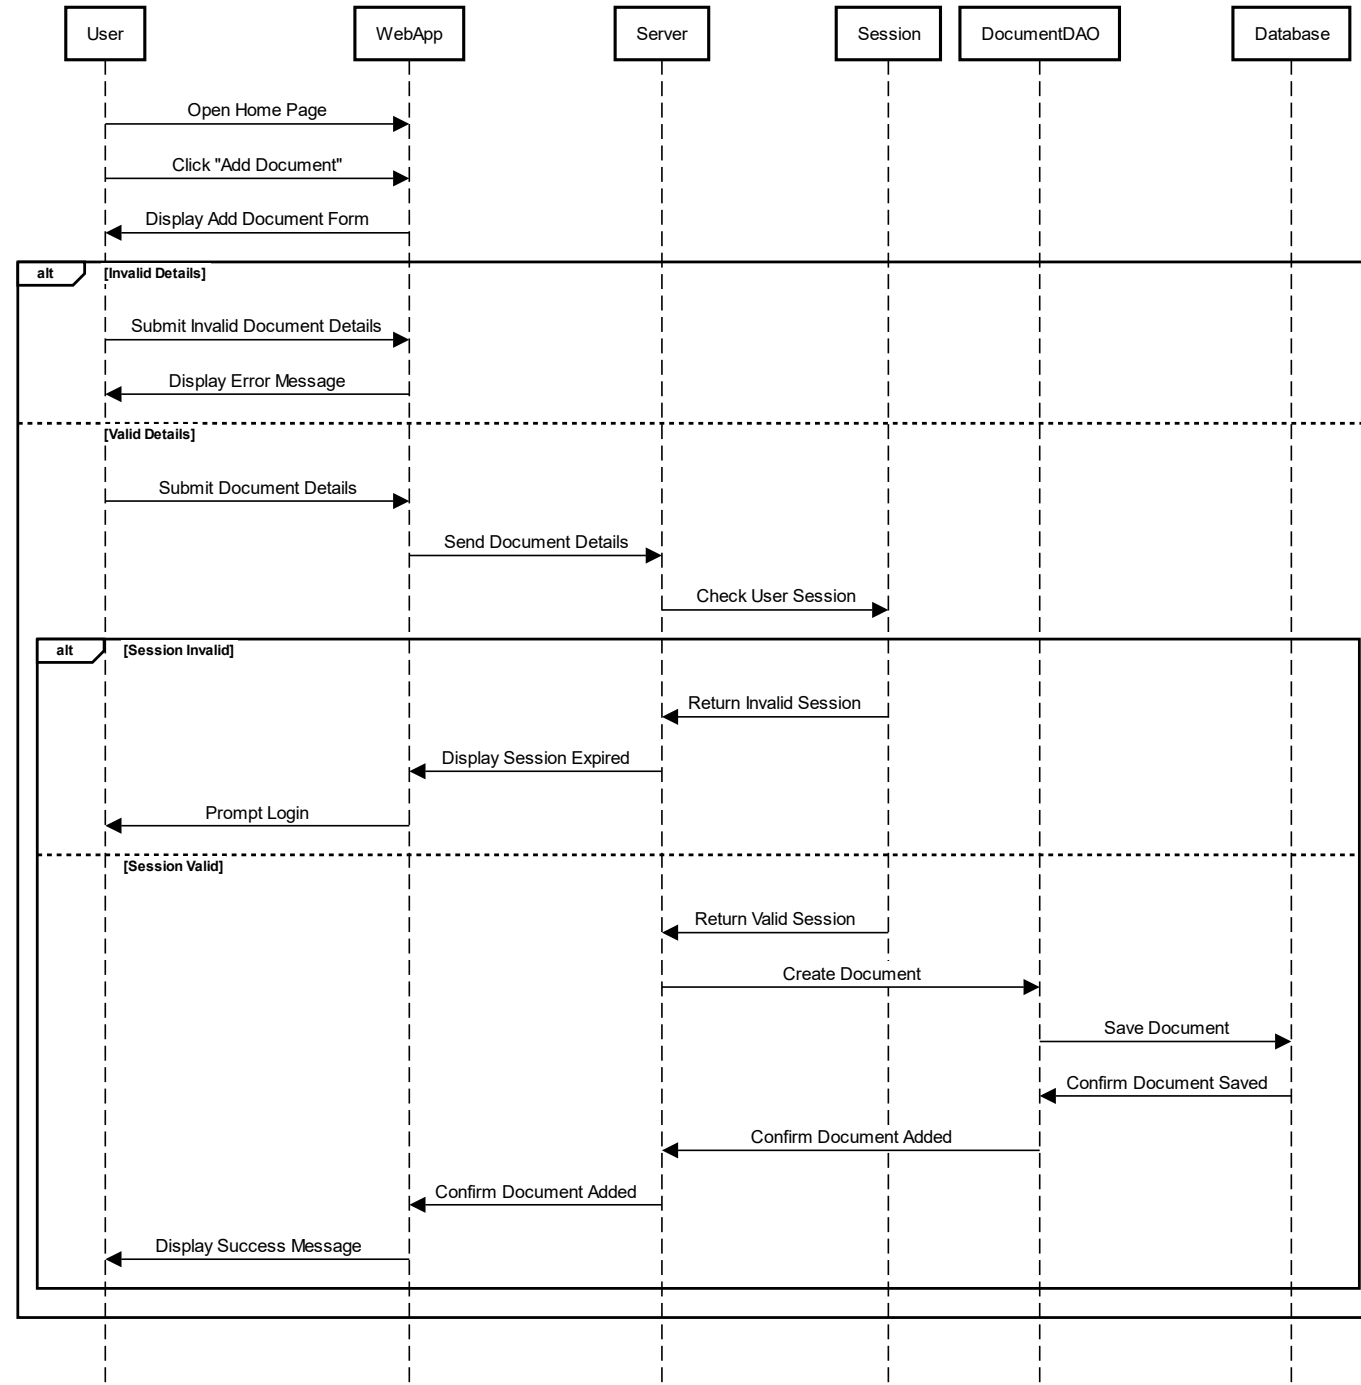 User
WebApp
Server
Session
DocumentDAO
Database
Open Home Page
Click "Add Document"
Display Add Document Form
alt
[Invalid Details]
Submit Invalid Document Details
Display Error Message
[Valid Details]
Submit Document Details
Send Document Details
Check User Session
alt
[Session Invalid]
Return Invalid Session
Display Session Expired
Prompt Login
[Session Valid]
Return Valid Session
Create Document
Save Document
Confirm Document Saved
Confirm Document Added
Confirm Document Added
Display Success Message